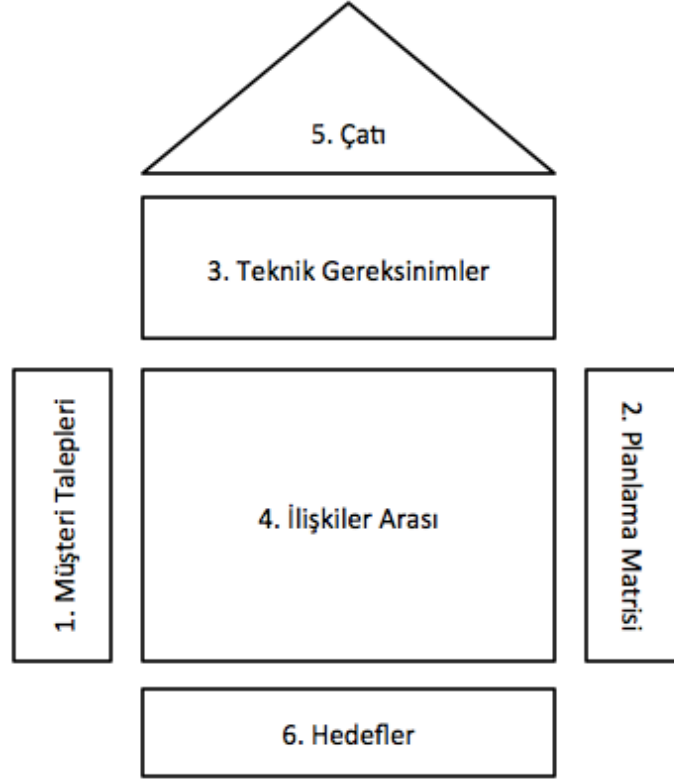 5. Çatı
3. Teknik Gereksinimler
1. Müşteri Talepleri
4. İlişkiler Arası
2. Planlama Matrisi
6. Hedefler